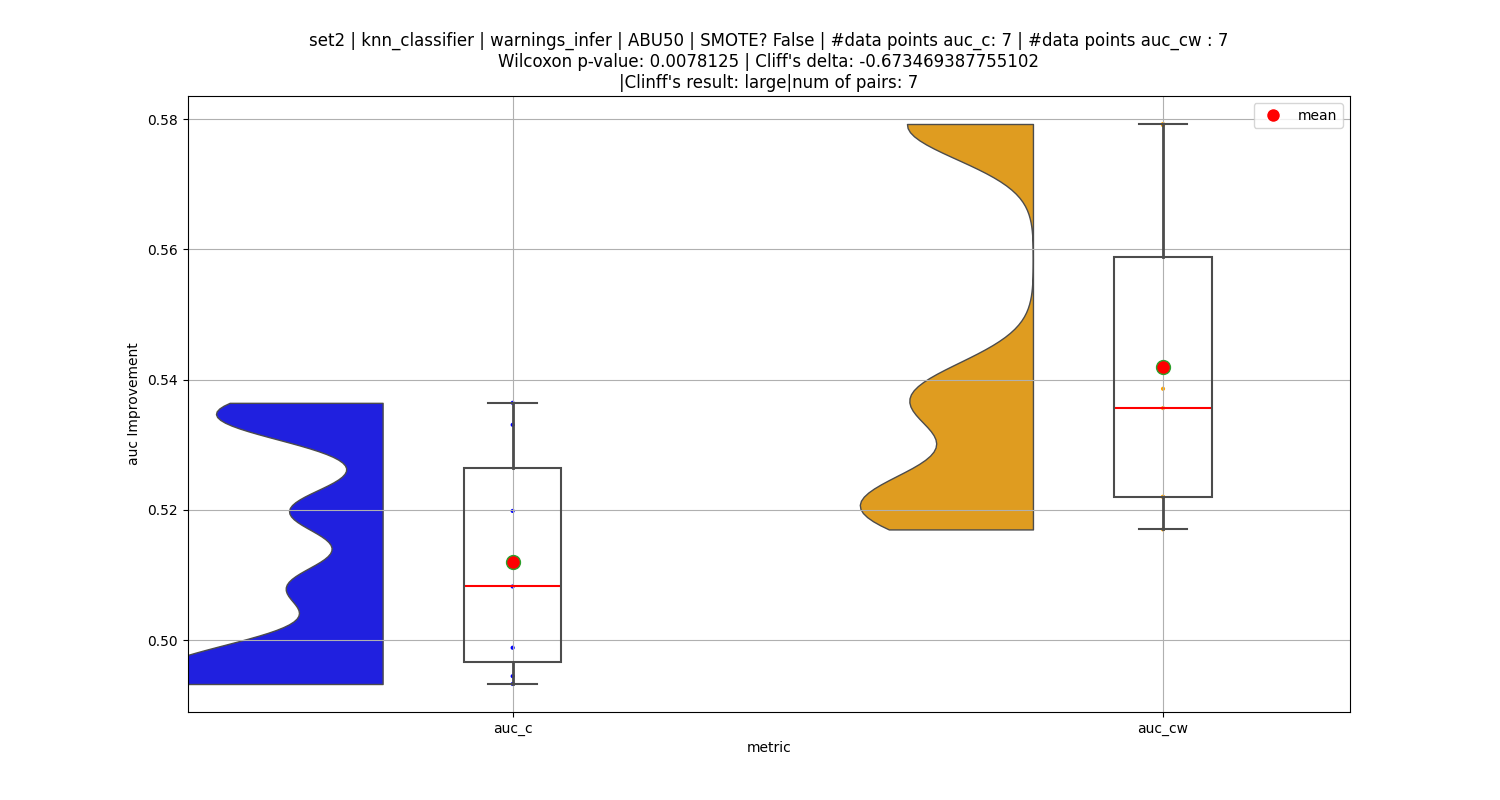 set2 | knn_classifier | warnings_infer | ABU50 | SMOTE? False | #data points auc_c: 7 | #data points auc_cw : 7
Wilcoxon p-value: 0.0078125 | Cliff's delta: -0.673469387755102
|Clinff's result: large|num of pairs: 7
mean
0.58
0.56
0.54
0.52
0.50
auc Improvement
auc_c
auc_cw
metric